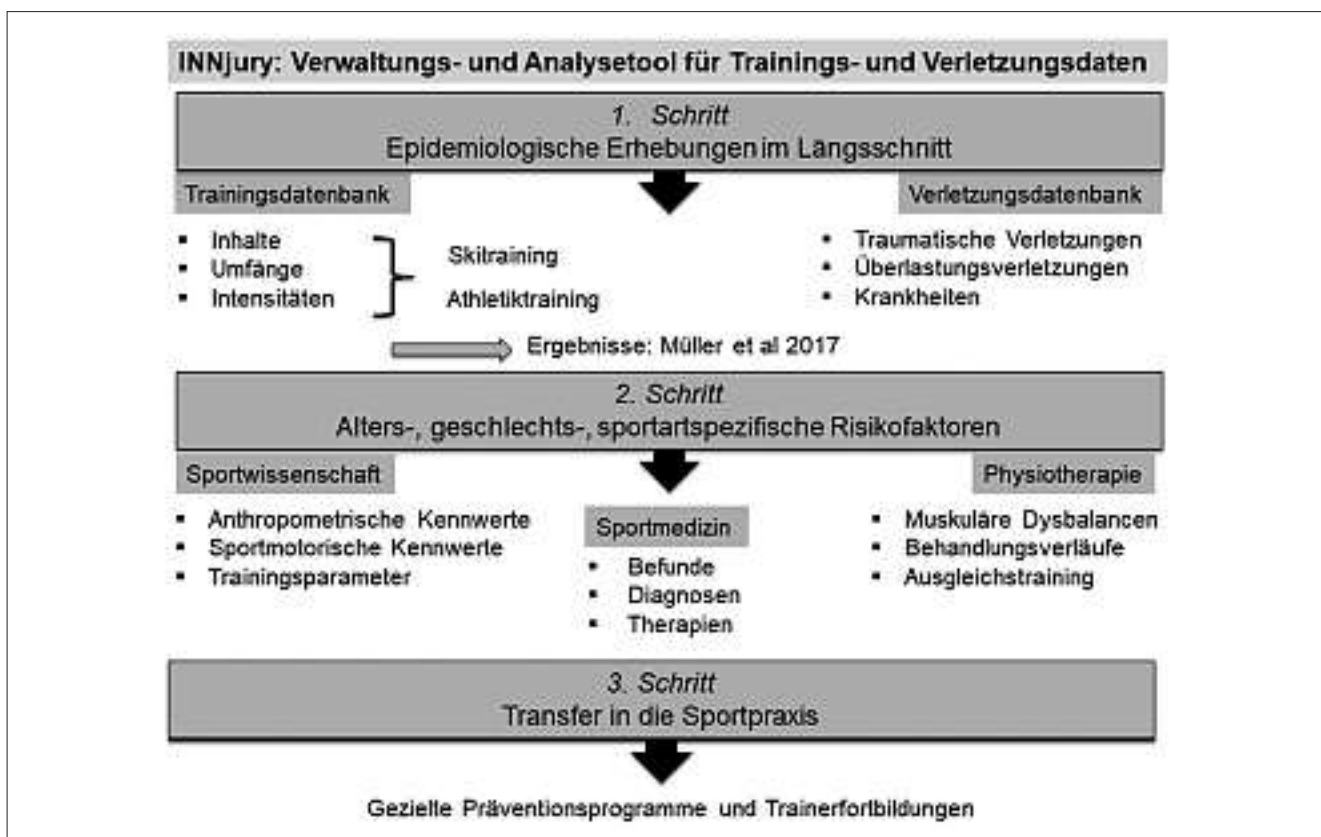 INNjury: Verwaltungs- und Analysetool für Trainings- und Verletzungsdaten
1. Schritt
Epidemiologische Erhebungen im Längsschnitt
Trainingsdatenbank
▪ Inhalte
▪ Umfänge
▪ Intensitäten
Skitraining
Athletiktraining
Verletzungsdatenbank
• Traumatische Verletzungen
• Überlastungsverletzungen
• Krankheiten
Ergebnisse: Müller et al 2017
2. Schritt
Alters-, geschlechts-, sportartspezifische Risikofaktoren
Sportwissenschaft
▪ Anthropometrische Kennwerte
▪ Sportmotorische Kennwerte
▪ Trainingsparameter
Sportmedizin
▪ Befunde
▪ Diagnosen
▪ Therapien
Physiotherapie
▪ Muskuläre Dysbalancen
▪ Behandlungsverläufe
▪ Ausgleichstraining
3. Schritt
Transfer in die Sportpraxis
Gezielte Präventionsprogramme und Trainerfortbildungen